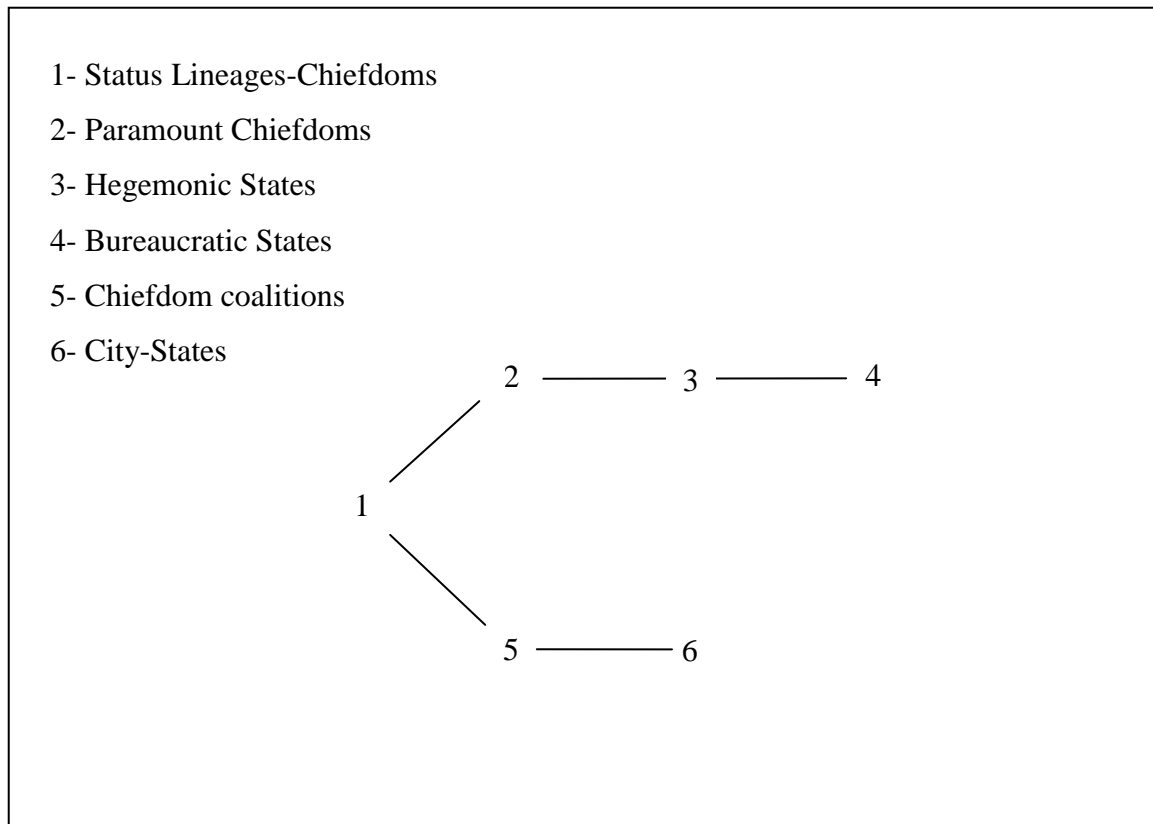 1- Status Lineages-Chiefdoms
2- Paramount Chiefdoms
3- Hegemonic States
4- Bureaucratic States
5- Chiefdom coalitions
6- City-States
2 3 4
1
5 6